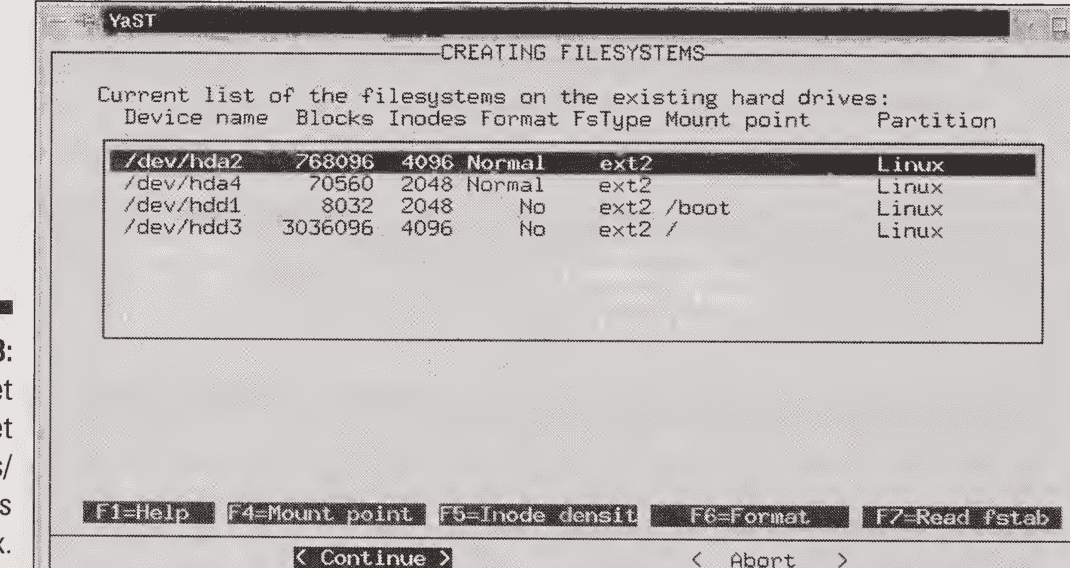 YaST
CREATING FILESYSTEMS
Current list of the filesystems on the existing hard drives:
Device name Blocks Inodes Format FsType Mount point Partition
/dev/hda2 768096 4096 Normal ext2 Linux
/dev/hda4 70560 2048 Normal ext2 Linux
/dev/hdd1 8032 2048 No ext2 /boot Linux
/dev/hdd3 3036096 4096 No ext2 / Linux
F1=Help F4=Mount point F5=Inode densit F6=Format F7=Read fstab
< Continue > < Abort >